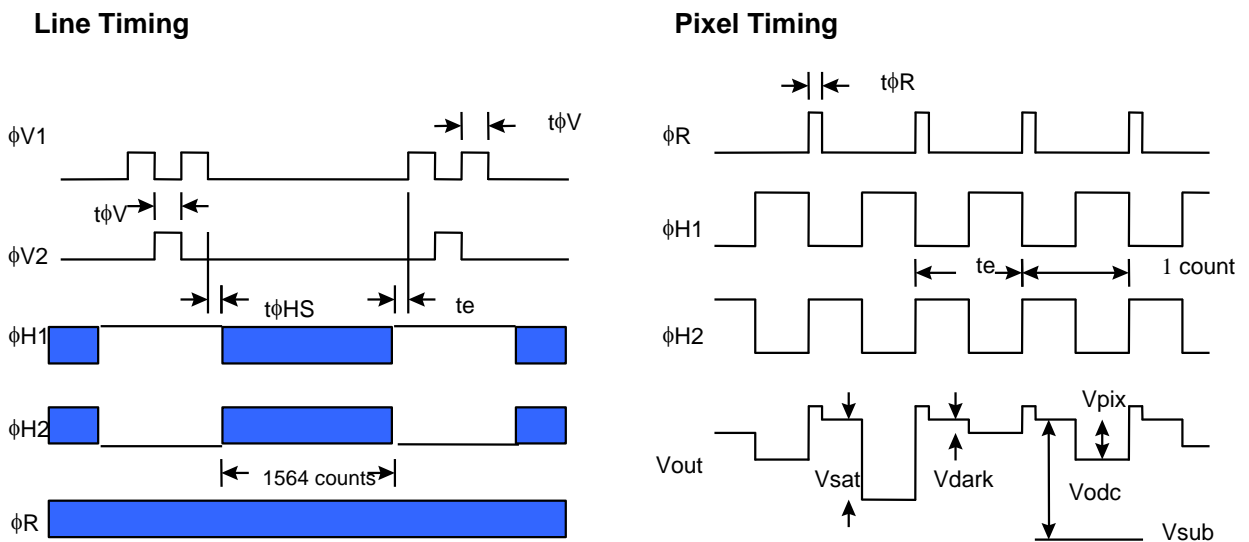 Line Timing
tϕV
ϕV1
tϕV
ϕV2
tϕHS
te
ϕH1
ϕH2
1564 counts
ϕR
Pixel Timing
tϕR
ϕR
ϕH1
te
1 count
ϕH2
Vpix
Vout
Vsat
Vdark
Vodc
Vsub